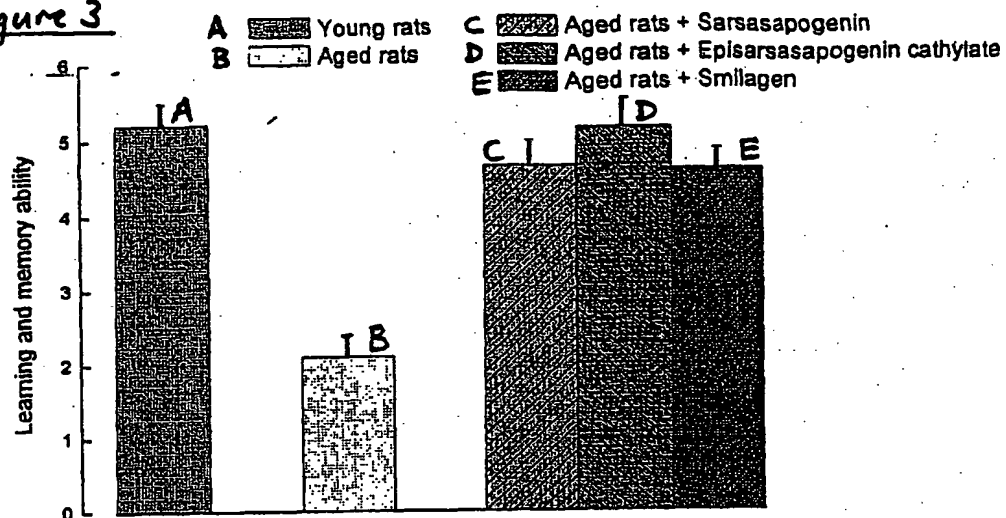 gure 3
A Young rats
B Aged rats
C Aged rats + Sarsasapogenin
D Aged rats + Episarsasapogenin cathylate
E Aged rats + Smilagen
Learning and memory ability
6
5
4
3
2
1
0
A
B
C
D
E